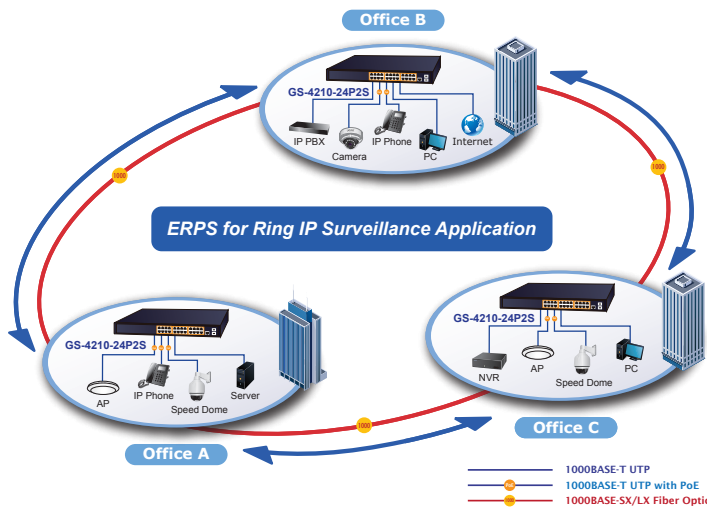 Office B
GS-4210-24P2S
IP PBX
Camera
IP Phone
PC
Internet
1000
1000
ERPS for Ring IP Surveillance Application
GS-4210-24P2S
AP
IP Phone
Speed Dome
Server
GS-4210-24P2S
NVR
AP
Speed Dome
PC
1000
Office A
Office C
1000BASE-T UTP
PoE
1000BASE-T UTP with PoE
1000
1000BASE-SX/LX Fiber Optic